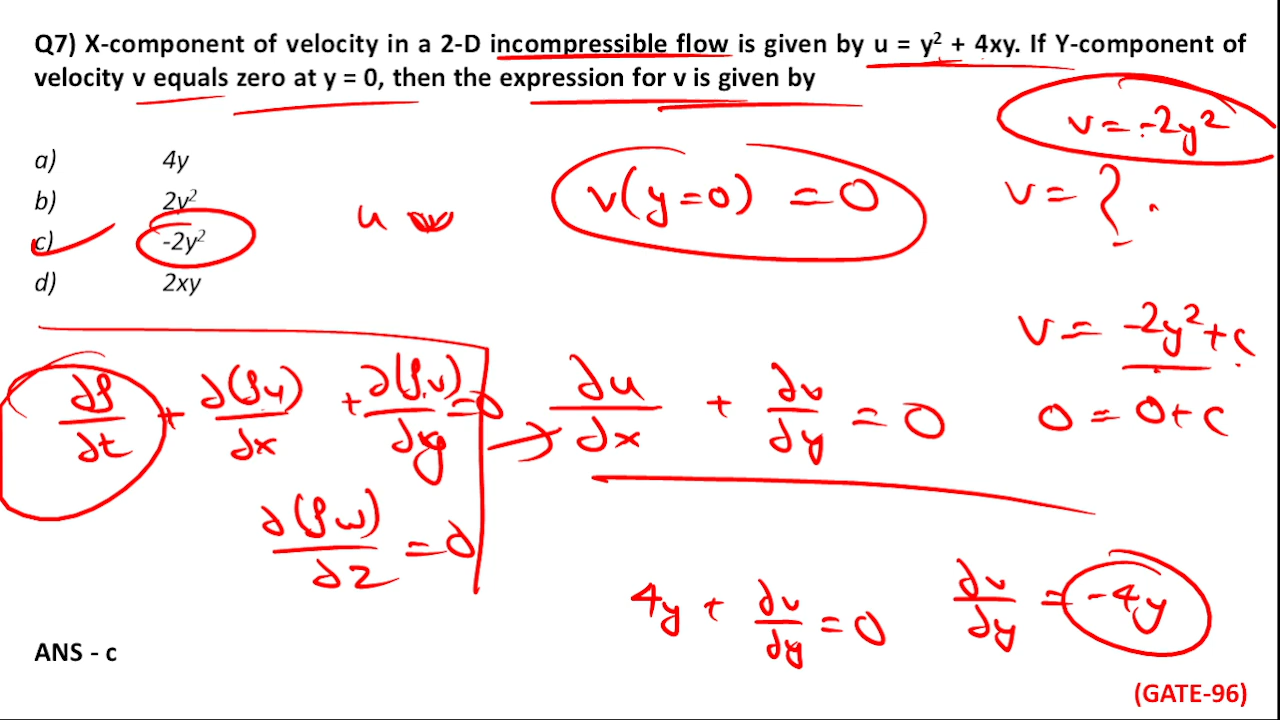 Q7) X-component of velocity in a 2-D incompressible flow is given by u = y² + 4xy. If Y-component of
velocity v equals zero at y = 0, then the expression for v is given by
v = -2y²
a) 4y
b) 2y²
c) -2y²
d) 2xy
u
v(y=0) = 0
v = ?
v = -2y² + c
0 = 0 + c
∂ρ/∂t + ∂(ρu)/∂x + ∂(ρv)/∂y = 0
∂(ρw)/∂z = 0
→ ∂u/∂x + ∂v/∂y = 0
4y + ∂v/∂y = 0
∂v/∂y = -4y
ANS - c
(GATE-96)